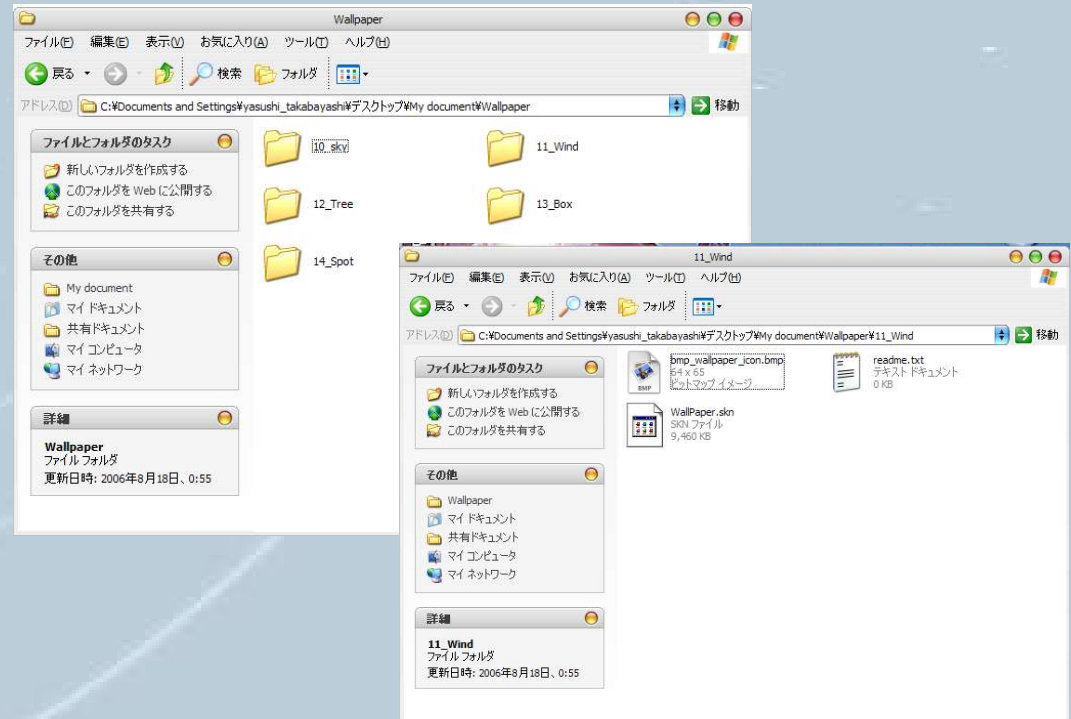 Wallpaper
ファイル(F) 編集(E) 表示(V) お気に入り(A) ツール(T) ヘルプ(H)
戻る 検索 フォルダ
アドレス(D) C:¥Documents and Settings¥yasushi_takabayashi¥デスクトップ¥My document¥Wallpaper 移動
ファイルとフォルダのタスク
新しいフォルダを作成する
このフォルダを Web に公開する
このフォルダを共有する
その他
My document
マイ ドキュメント
共有ドキュメント
マイ コンピュータ
マイ ネットワーク
詳細
Wallpaper
ファイル フォルダ
更新日時: 2006年8月18日、0:55
10_sky 11_Wind
12_Tree 13_Box
14_Spot
11_Wind
ファイル(F) 編集(E) 表示(V) お気に入り(A) ツール(T) ヘルプ(H)
戻る 検索 フォルダ
アドレス(D) C:¥Documents and Settings¥yasushi_takabayashi¥デスクトップ¥My document¥Wallpaper¥11_Wind 移動
ファイルとフォルダのタスク
新しいフォルダを作成する
このフォルダを Web に公開する
このフォルダを共有する
その他
Wallpaper
マイ ドキュメント
共有ドキュメント
マイ コンピュータ
マイ ネットワーク
詳細
11_Wind
ファイル フォルダ
更新日時: 2006年8月18日、0:55
BMP
bmp_wallpaper_icon.bmp
64 x 65
ビットマップ イメージ
readme.txt
テキスト ドキュメント
0 KB
WallPaper.skn
SKN ファイル
9,460 KB